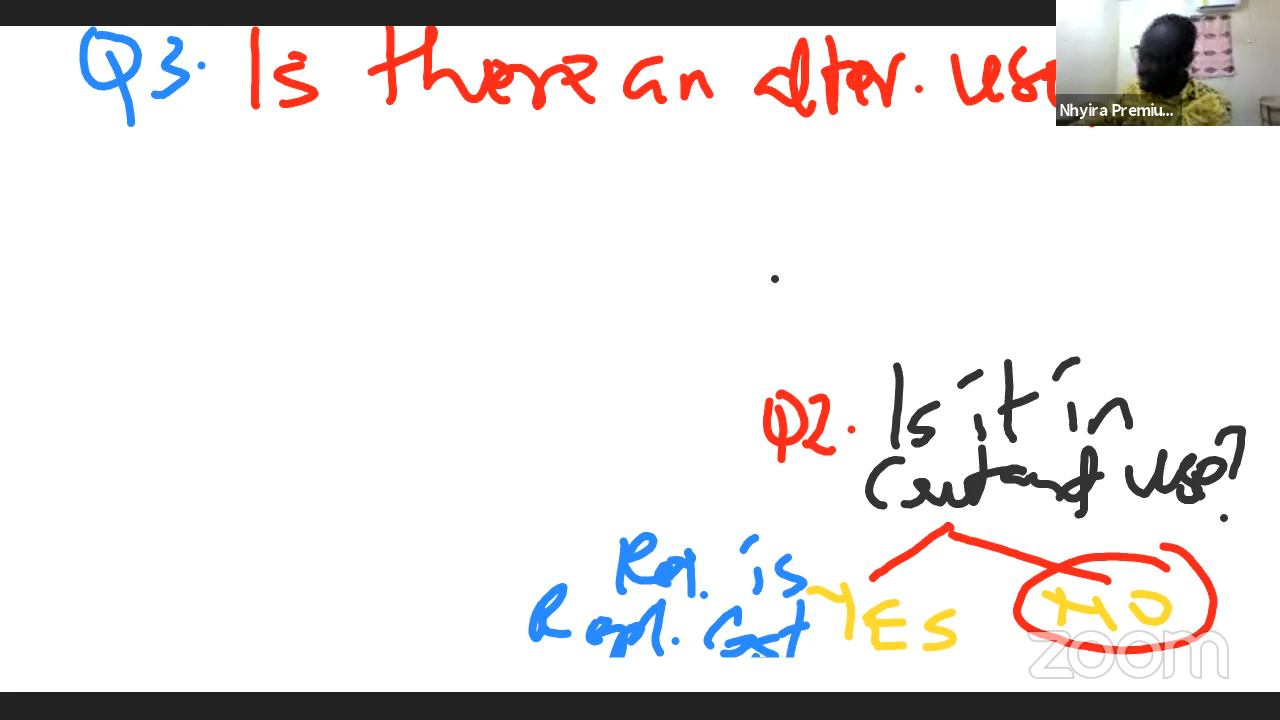 Q3. Is there an alter. use
Nhyira Premiu...
Q2. Is it in
Constant use?
Rel. is
Repl. Cost
YES
NO
zoom